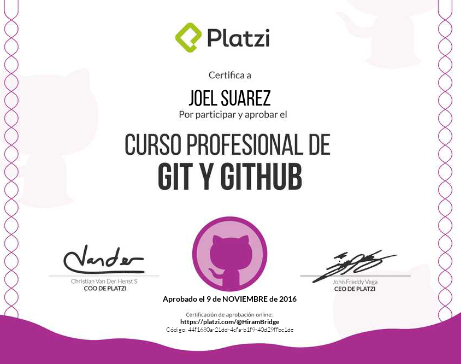 Platzi
Certifica a
JOEL SUAREZ
Por participar y aprobar el
CURSO PROFESIONAL DE
GIT Y GITHUB
Christian Van Der Henst S
COO DE PLATZI
John Freddy Vega
CEO DE PLATZI
Aprobado el 9 de NOVIEMBRE de 2016
Certificación de aprobación online:
https://platzi.com/@HiramBridge
Código: